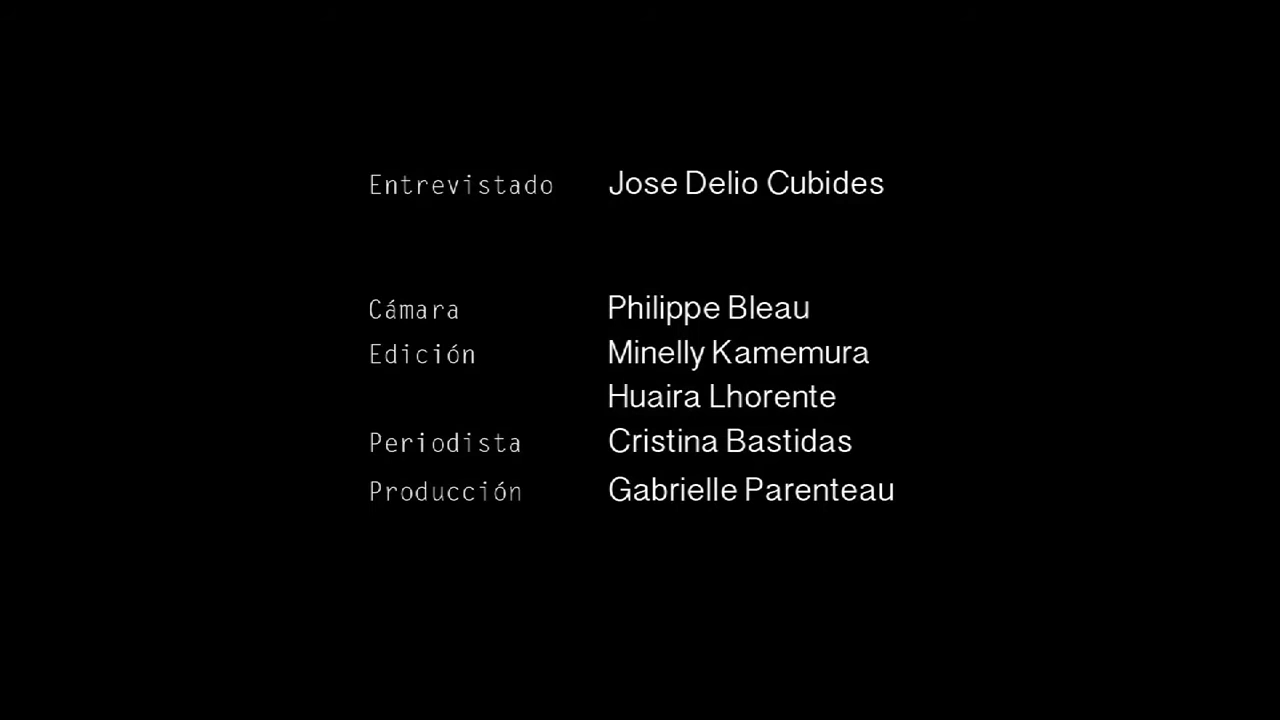 Entrevistado Jose Delio Cubides
Cámara Philippe Bleau
Edición Minelly Kamemura
Huaira Lhorente
Periodista Cristina Bastidas
Producción Gabrielle Parenteau